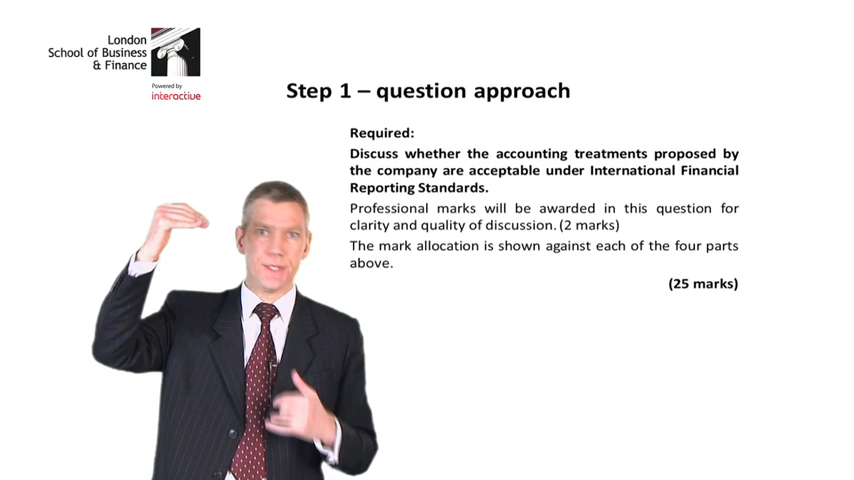 London
School of Business
& Finance
Powered by
interactive
Step 1 – question approach
Required:
Discuss whether the accounting treatments proposed by
the company are acceptable under International Financial
Reporting Standards.
Professional marks will be awarded in this question for
clarity and quality of discussion. (2 marks)
The mark allocation is shown against each of the four parts
above.
(25 marks)